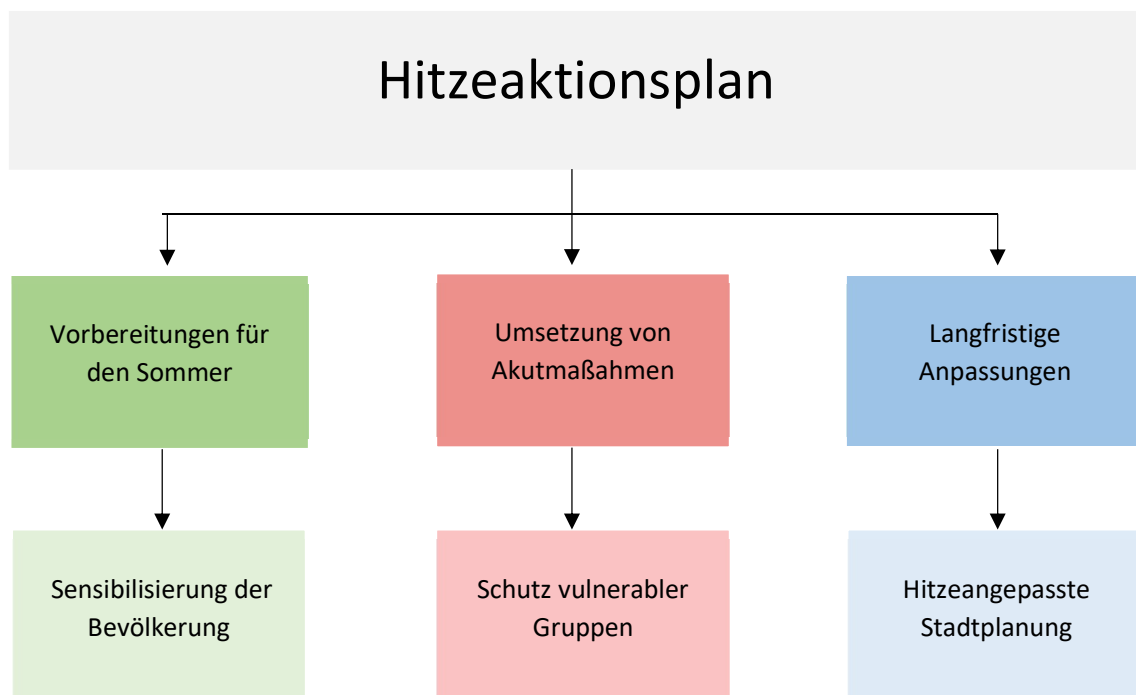 Hitzeaktionsplan
Vorbereitungen für
den Sommer
Umsetzung von
Akutmaßahmen
Langfristige
Anpassungen
Sensibilisierung der
Bevölkerung
Schutz vulnerabler
Gruppen
Hitzeangepasste
Stadtplanung